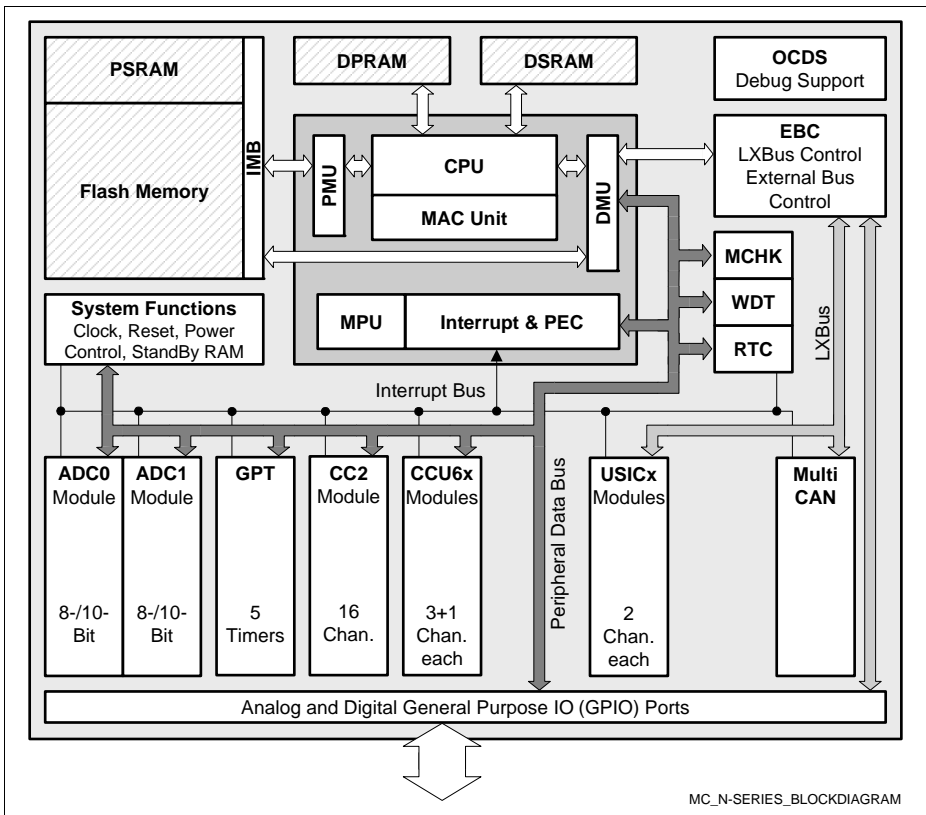 PSRAM
Flash Memory
IMB
DPRAM
DSRAM
OCDS
Debug Support
EBC
LXBus Control
External Bus
Control
PMU
CPU
MAC Unit
DMU
MCHK
WDT
RTC
LXBus
System Functions
Clock, Reset, Power
Control, StandBy RAM
MPU
Interrupt & PEC
Interrupt Bus
ADC0
Module
8-/10-
Bit
ADC1
Module
8-/10-
Bit
GPT
5
Timers
CC2
Module
16
Chan.
CCU6x
Modules
3+1
Chan.
each
Peripheral Data Bus
USICx
Modules
2
Chan.
each
Multi
CAN
Analog and Digital General Purpose IO (GPIO) Ports
MC_N-SERIES_BLOCKDIAGRAM